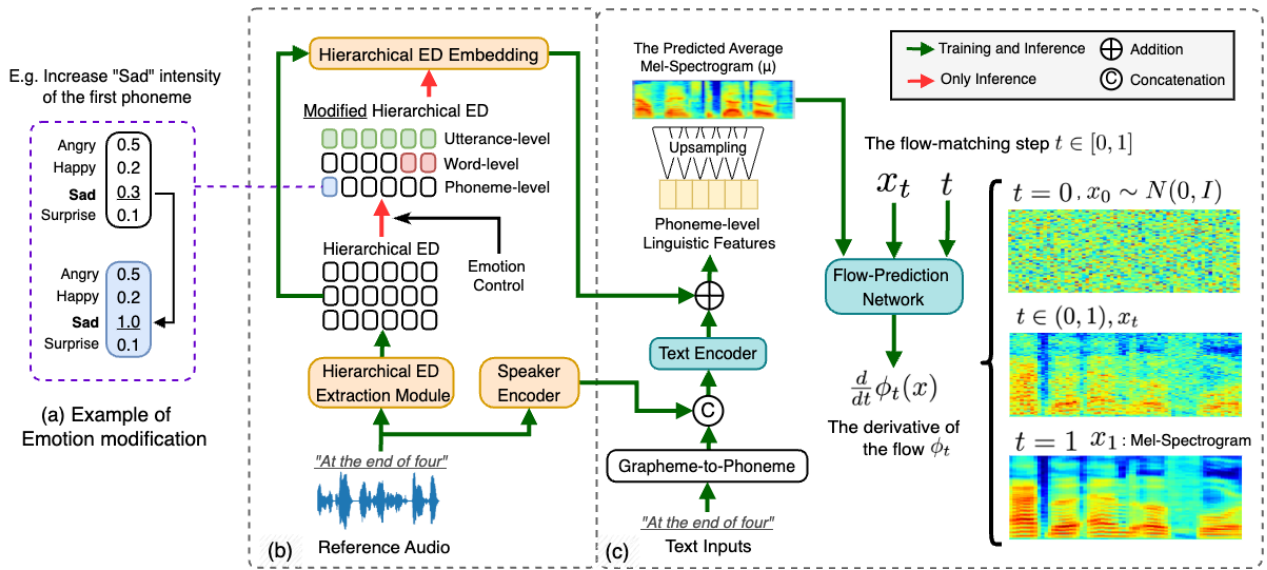 E.g. Increase "Sad" intensity
of the first phoneme
Angry 0.5
Happy 0.2
Sad 0.3
Surprise 0.1
Angry 0.5
Happy 0.2
Sad 1.0
Surprise 0.1
(a) Example of
Emotion modification
Hierarchical ED Embedding
Modified Hierarchical ED
Utterance-level
Word-level
Phoneme-level
Hierarchical ED
Emotion
Control
Hierarchical ED
Extraction Module
Speaker
Encoder
"At the end of four"
(b)
Reference Audio
The Predicted Average
Mel-Spectrogram (μ)
Upsampling
Phoneme-level
Linguistic Features
Text Encoder
C
Grapheme-to-Phoneme
"At the end of four"
(c)
Text Inputs
Training and Inference
Addition
Only Inference
C
Concatenation
The flow-matching step t ∈ [0, 1]
x_t
t
Flow-Prediction
Network
d/dt ϕ_t(x)
The derivative of
the flow ϕ_t
t = 0, x_0 ∼ N(0, I)
t ∈ (0, 1), x_t
t = 1 x_1 : Mel-Spectrogram